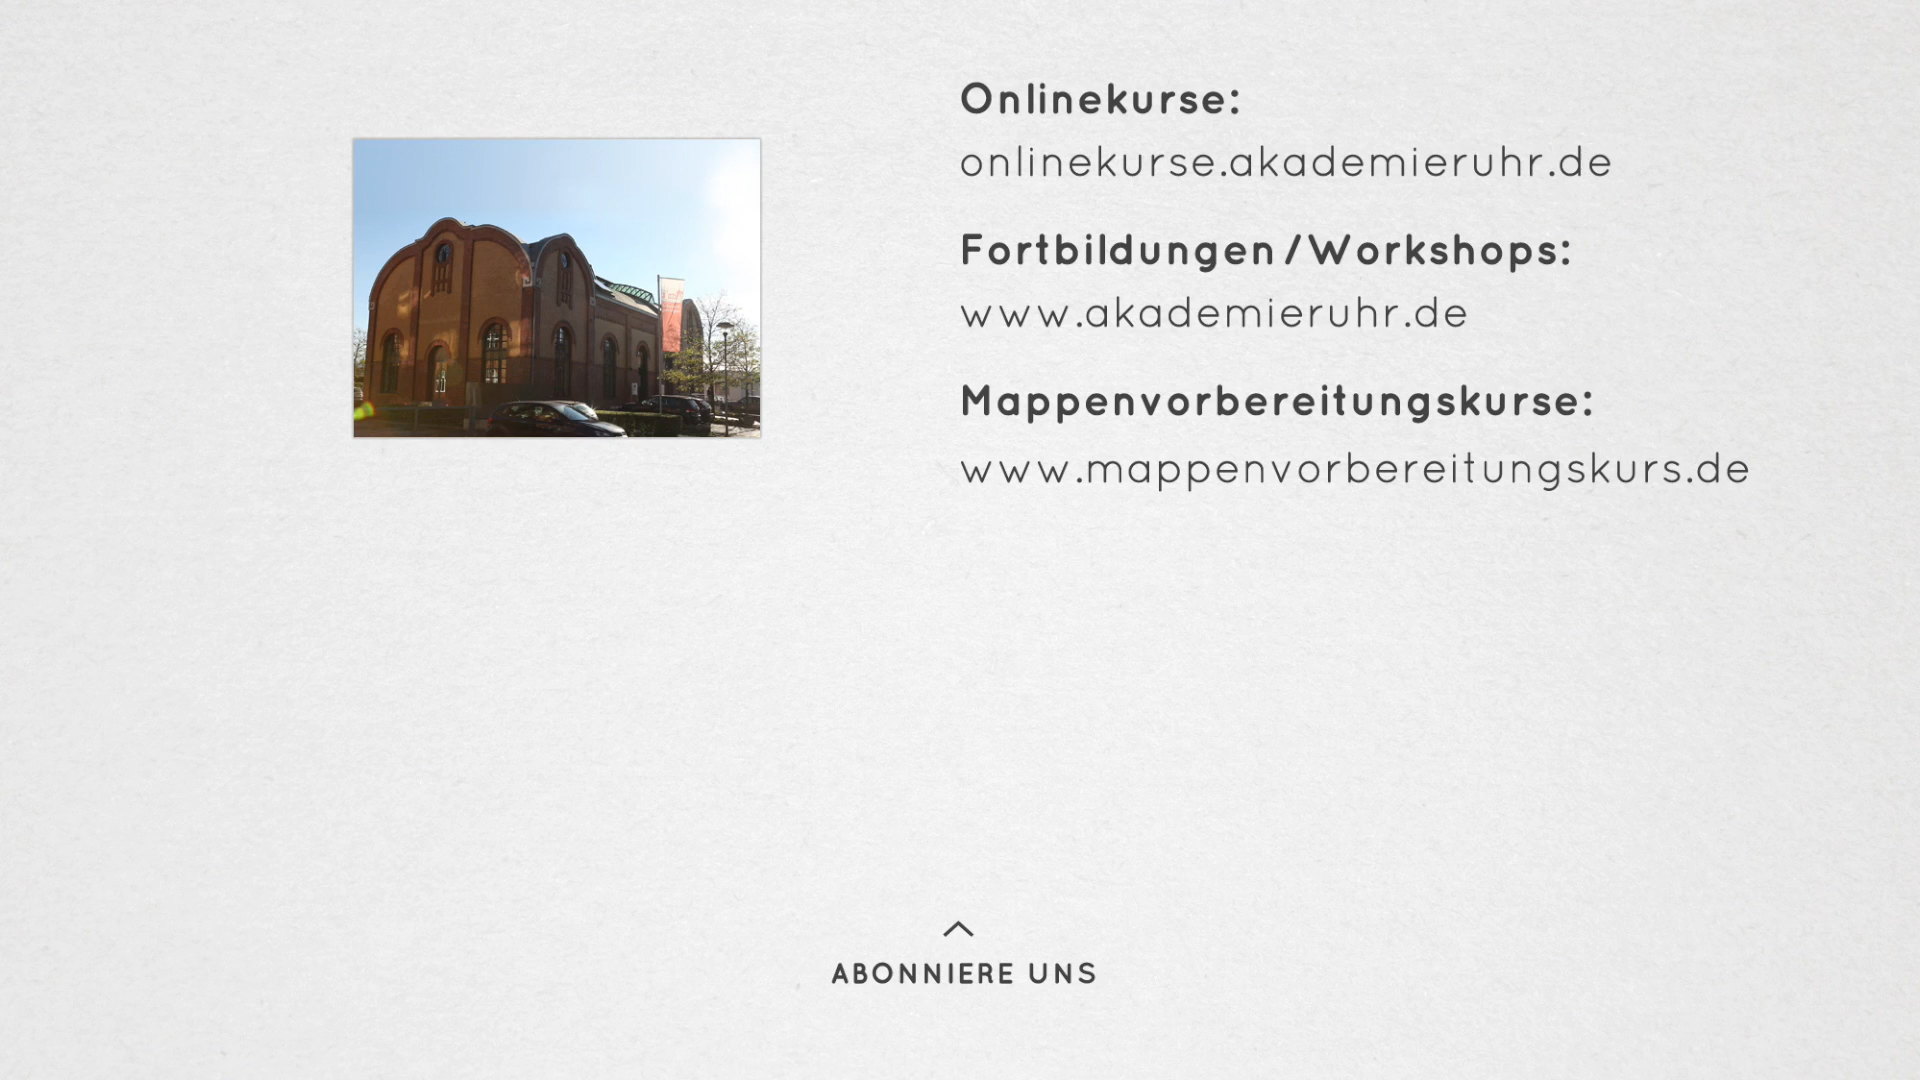 Onlinekurse:
onlinekurse.akademieruhr.de
Fortbildungen/Workshops:
www.akademieruhr.de
Mappenvorbereitungskurse:
www.mappenvorbereitungskurs.de
ABONNIERE UNS